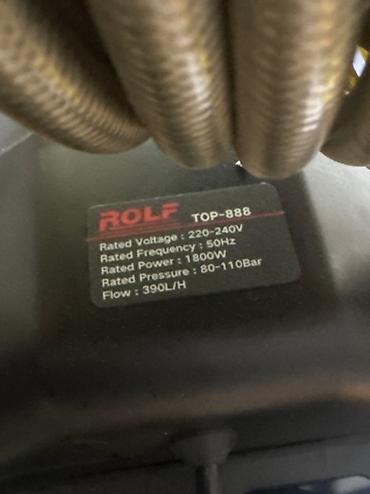 ROLF TOP-888
Rated Voltage : 220-240V
Rated Frequency : 50Hz
Rated Power : 1800W
Rated Pressure : 80-110Bar
Flow : 390L/H